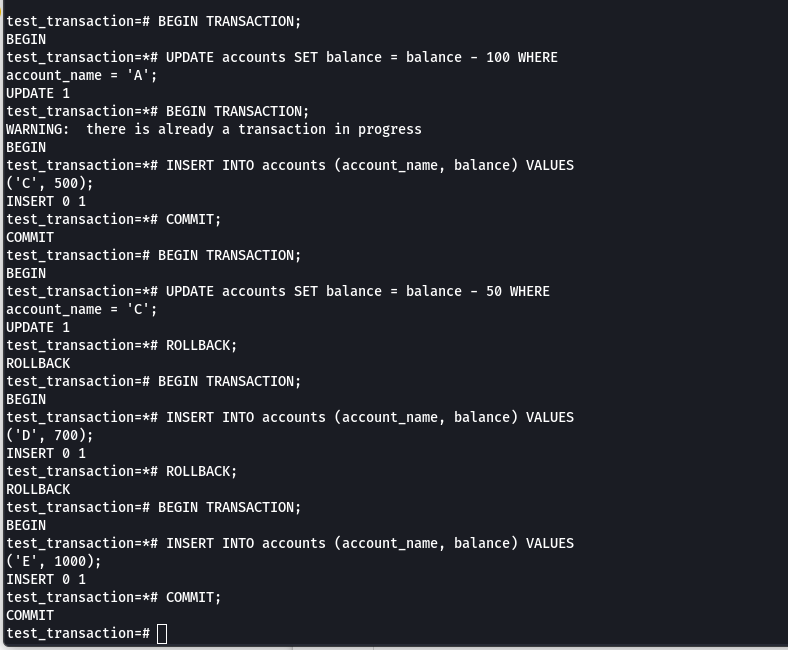 test_transaction=# BEGIN TRANSACTION;
BEGIN
test_transaction=*# UPDATE accounts SET balance = balance - 100 WHERE
account_name = 'A';
UPDATE 1
test_transaction=*# BEGIN TRANSACTION;
WARNING:  there is already a transaction in progress
BEGIN
test_transaction=*# INSERT INTO accounts (account_name, balance) VALUES
('C', 500);
INSERT 0 1
test_transaction=*# COMMIT;
COMMIT
test_transaction=# BEGIN TRANSACTION;
BEGIN
test_transaction=*# UPDATE accounts SET balance = balance - 50 WHERE
account_name = 'C';
UPDATE 1
test_transaction=*# ROLLBACK;
ROLLBACK
test_transaction=# BEGIN TRANSACTION;
BEGIN
test_transaction=*# INSERT INTO accounts (account_name, balance) VALUES
('D', 700);
INSERT 0 1
test_transaction=*# ROLLBACK;
ROLLBACK
test_transaction=# BEGIN TRANSACTION;
BEGIN
test_transaction=*# INSERT INTO accounts (account_name, balance) VALUES
('E', 1000);
INSERT 0 1
test_transaction=*# COMMIT;
COMMIT
test_transaction=#